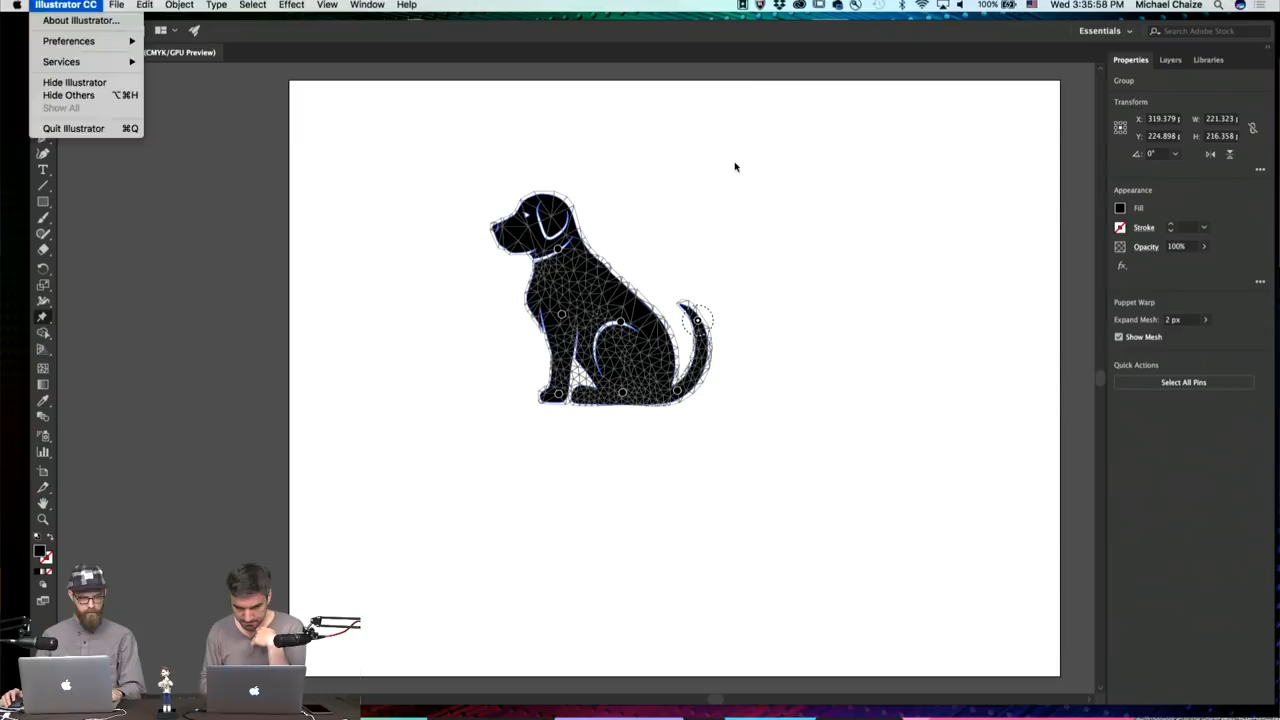 Illustrator CC File Edit Type Object Select Effect View Window Help 100% Wed 3:35:58 PM Michael Chaize
About Illustrator...
Preferences
Services
Hide Illustrator
Hide Others ⌥⌘H
Show All
Quit Illustrator ⌘Q
(CMYK/GPU Preview)
Essentials
Search Adobe Stock
Properties Layers Libraries
Group
Transform
X: 319.379 p W: 221.323 p
Y: 224.898 p H: 216.358 p
0°
Appearance
Fill
Stroke
Opacity 100%
fx.
Puppet Warp
Expand Mesh: 2 px
Show Mesh
Quick Actions
Select All Pins